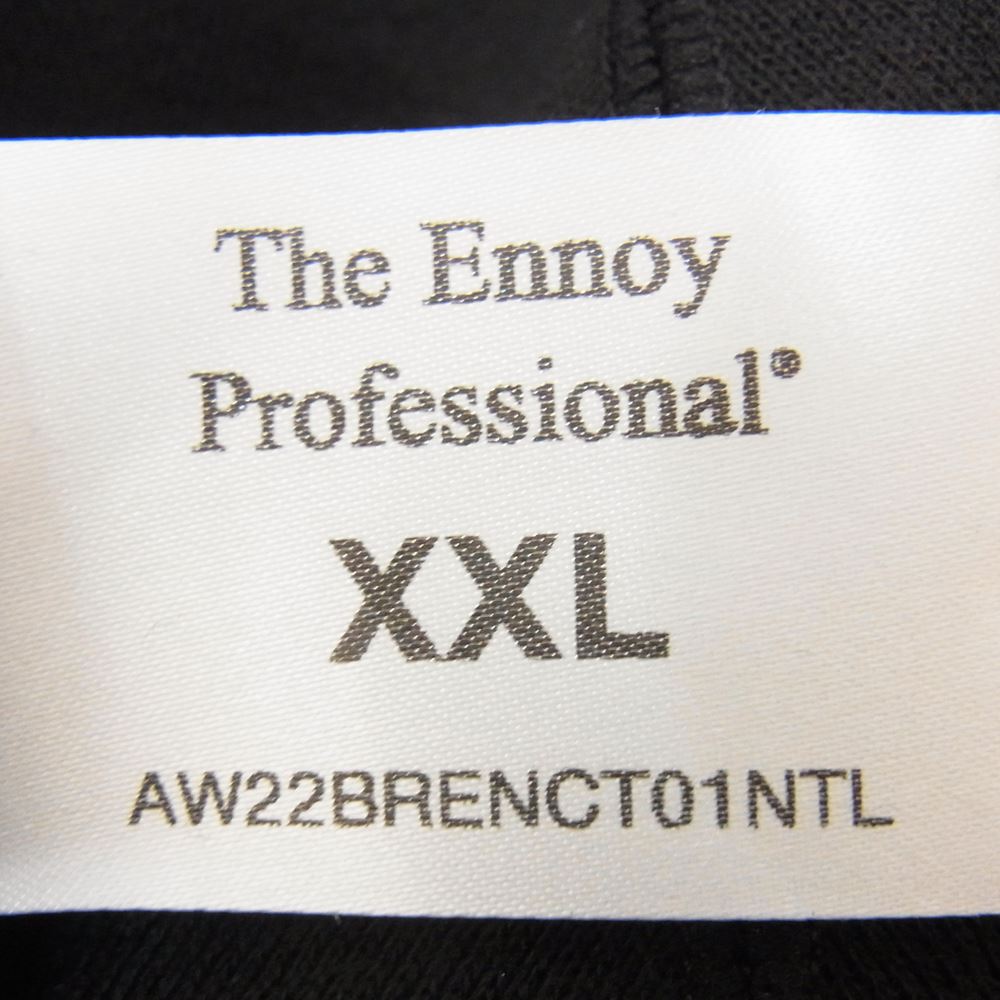 The Ennoy
Professional®
XXL
AW22BRENCT01NTL